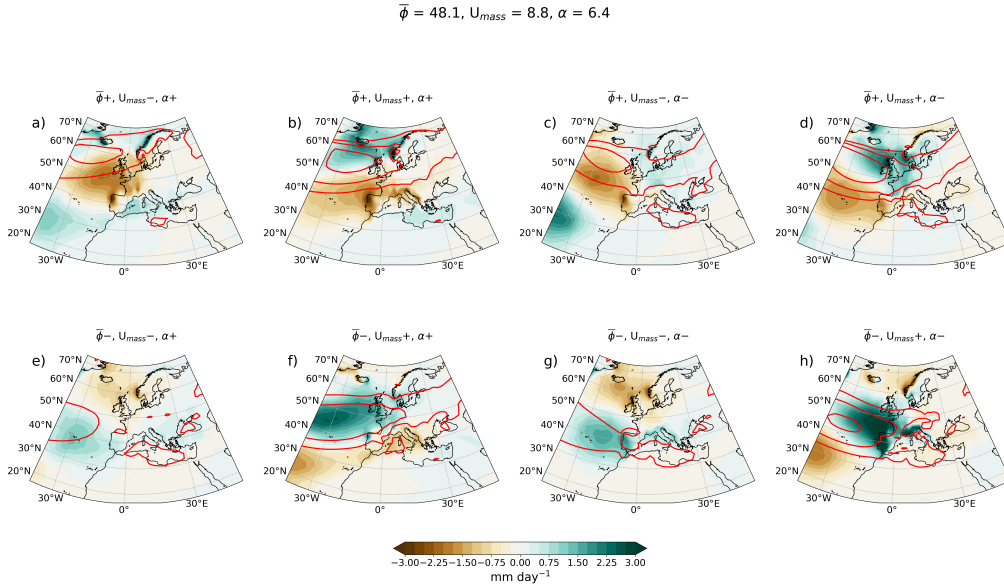 ϕ̅ = 48.1, U_mass = 8.8, α = 6.4
ϕ̅+, U_mass−, α+
ϕ̅+, U_mass+, α+
ϕ̅+, U_mass−, α−
ϕ̅+, U_mass+, α−
a)
70°N
60°N
50°N
40°N
30°N
20°N
30°W
0°
30°E
b)
70°N
60°N
50°N
40°N
30°N
20°N
30°W
0°
30°E
c)
70°N
60°N
50°N
40°N
30°N
20°N
30°W
0°
30°E
d)
70°N
60°N
50°N
40°N
30°N
20°N
30°W
0°
30°E
ϕ̅−, U_mass−, α+
ϕ̅−, U_mass+, α+
ϕ̅−, U_mass−, α−
ϕ̅−, U_mass+, α−
e)
70°N
60°N
50°N
40°N
30°N
20°N
30°W
0°
30°E
f)
70°N
60°N
50°N
40°N
30°N
20°N
30°W
0°
30°E
g)
70°N
60°N
50°N
40°N
30°N
20°N
30°W
0°
30°E
h)
70°N
60°N
50°N
40°N
30°N
20°N
30°W
0°
30°E
−3.00 −2.25 −1.50 −0.75 0.00 0.75 1.50 2.25 3.00
mm day⁻¹